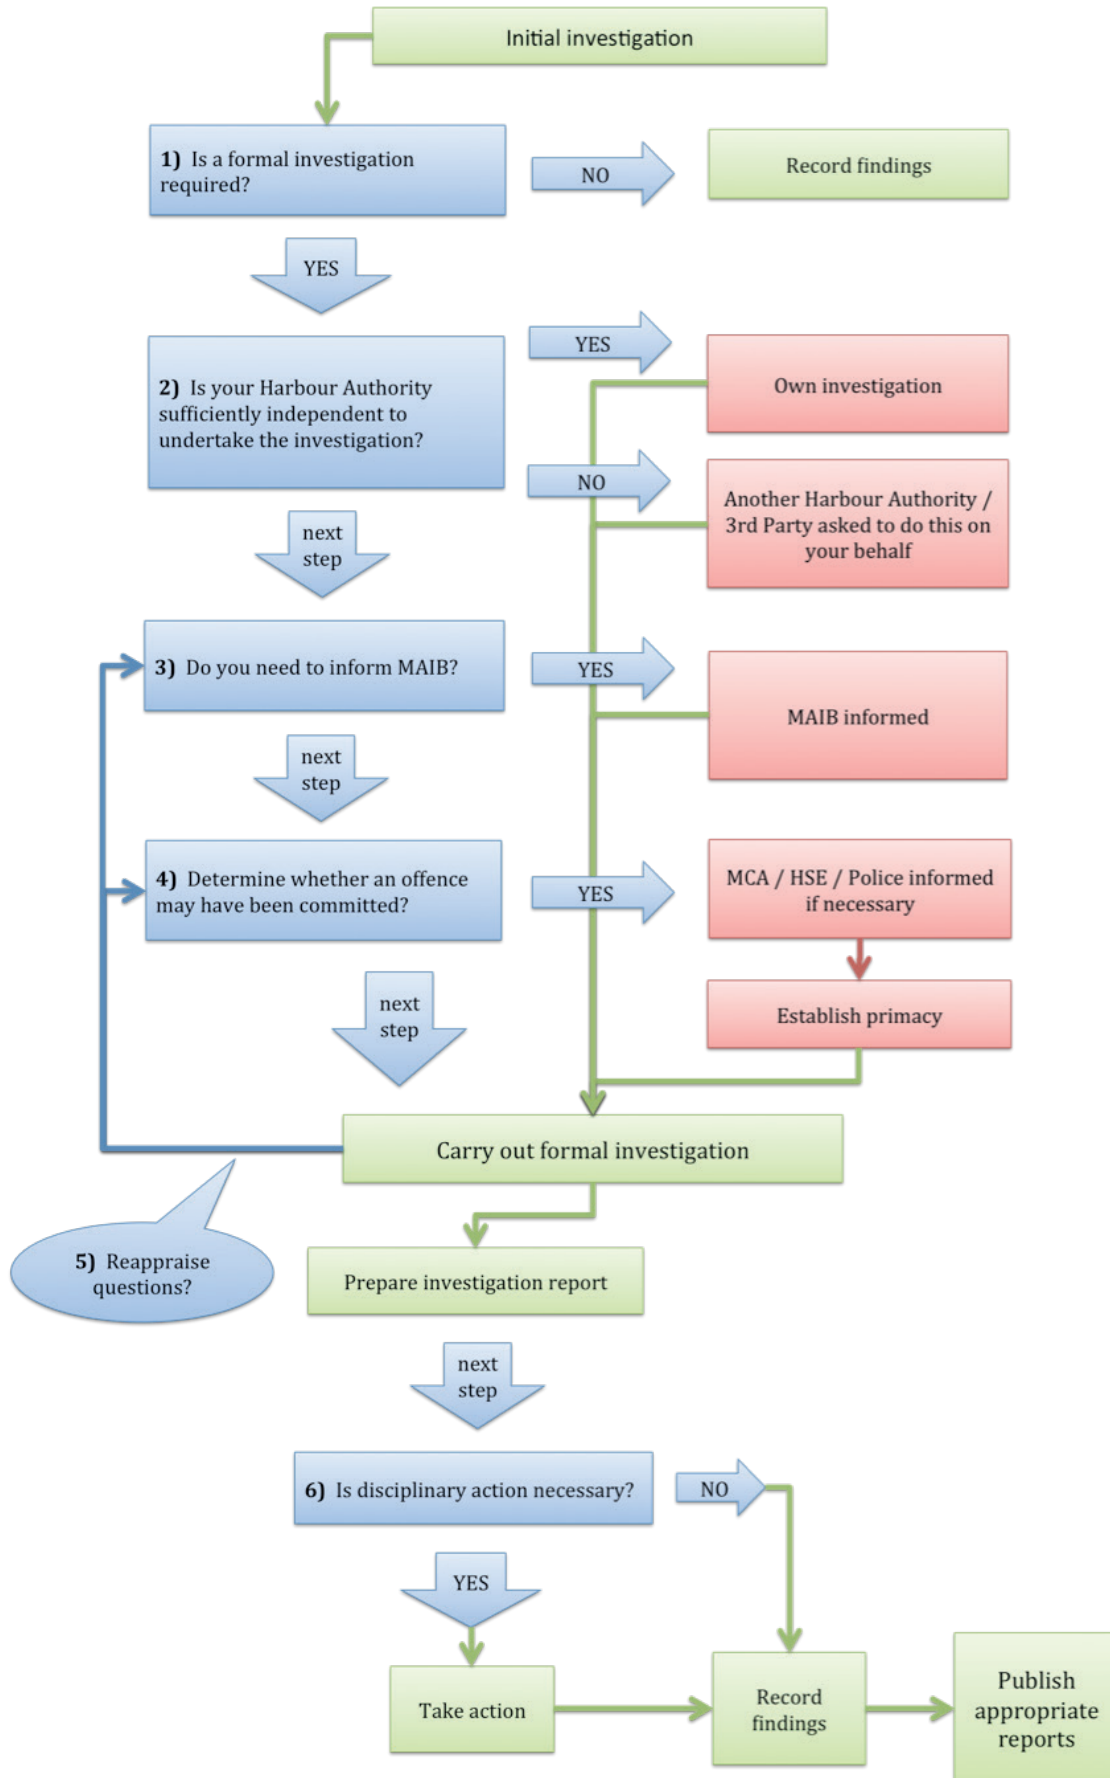 Initial investigation
1) Is a formal investigation
required?
NO
Record findings
YES
2) Is your Harbour Authority
sufficiently independent to
undertake the investigation?
YES
Own investigation
NO
Another Harbour Authority /
3rd Party asked to do this on
your behalf
next
step
3) Do you need to inform MAIB?
YES
MAIB informed
next
step
4) Determine whether an offence
may have been committed?
YES
MCA / HSE / Police informed
if necessary
Establish primacy
next
step
Carry out formal investigation
5) Reappraise
questions?
Prepare investigation report
next
step
6) Is disciplinary action necessary?
NO
YES
Take action
Record
findings
Publish
appropriate
reports